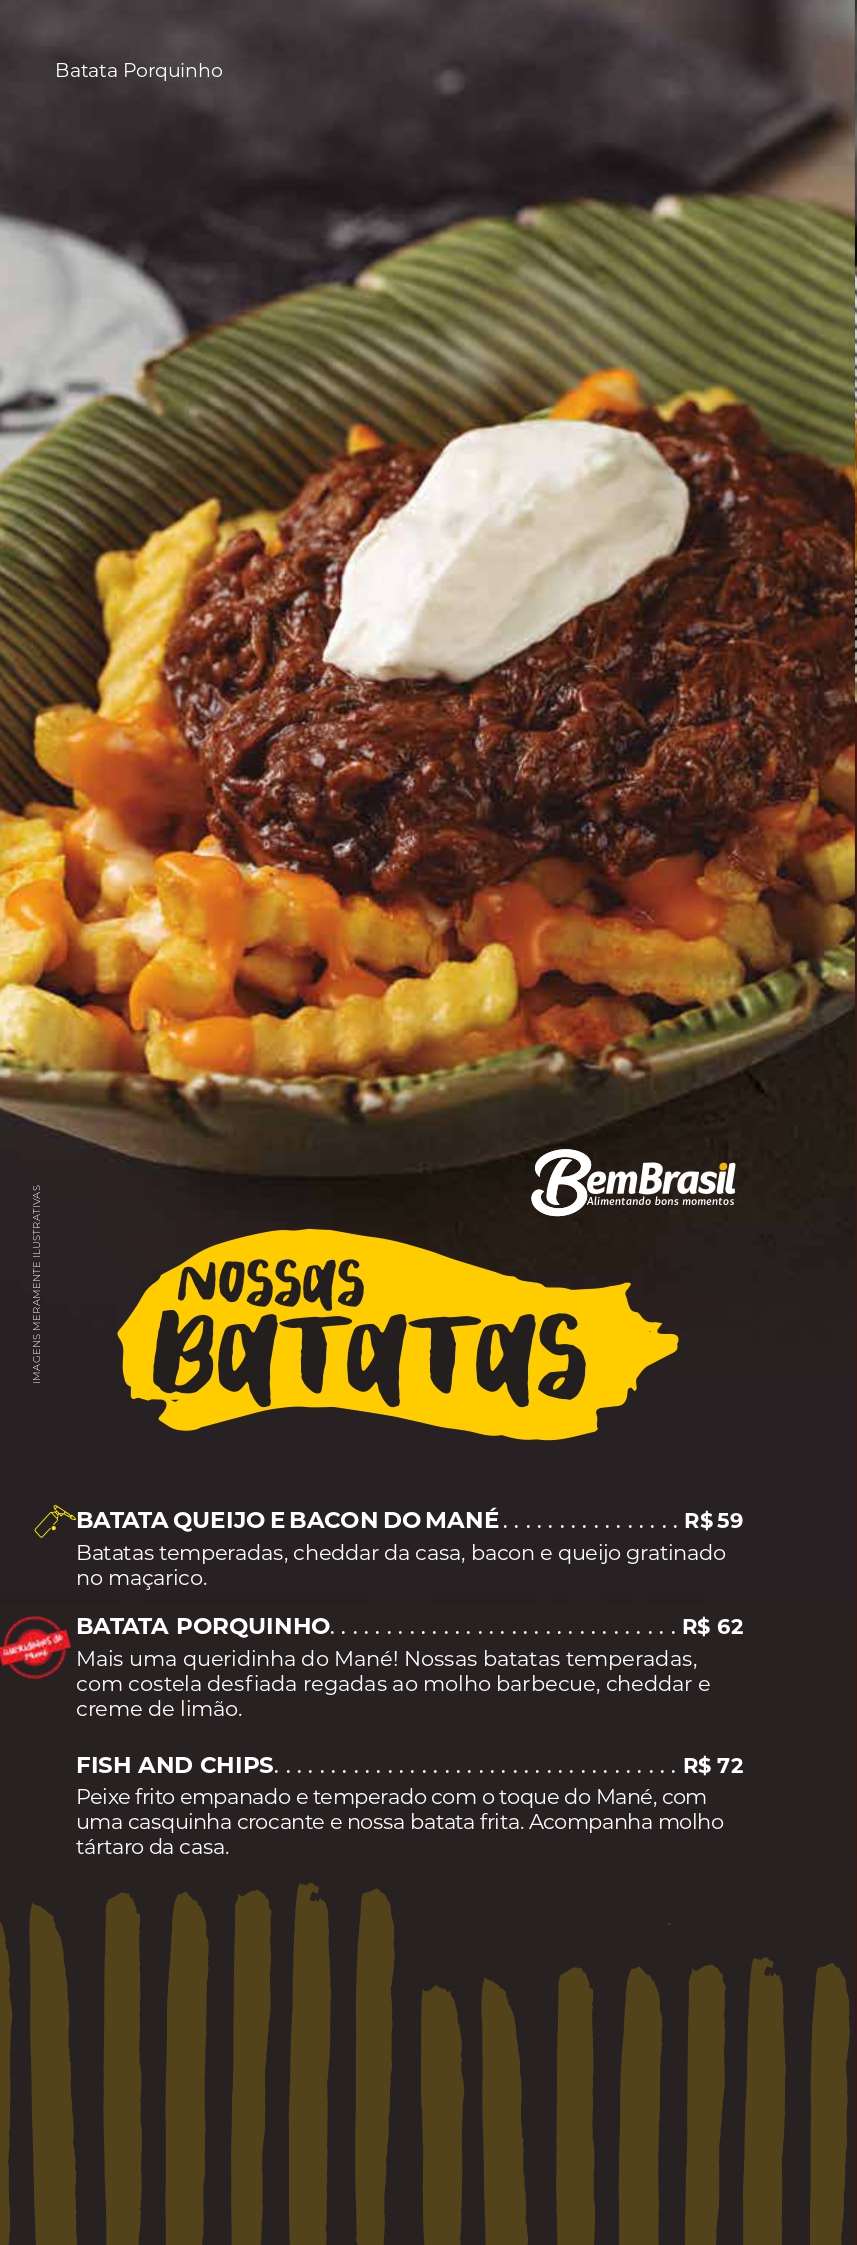 Batata Porquinho
BemBrasil
Alimentando bons momentos
IMAGENS MERAMENTE ILUSTRATIVAS
NOSSAS
BATATAS
BATATA QUEIJO E BACON DO MANÉ................ R$ 59
Batatas temperadas, cheddar da casa, bacon e queijo gratinado
no maçarico.
BATATA PORQUINHO............................... R$ 62
queridinhos do
Mané
Mais uma queridinha do Mané! Nossas batatas temperadas,
com costela desfiada regadas ao molho barbecue, cheddar e
creme de limão.
FISH AND CHIPS.................................... R$ 72
Peixe frito empanado e temperado com o toque do Mané, com
uma casquinha crocante e nossa batata frita. Acompanha molho
tártaro da casa.